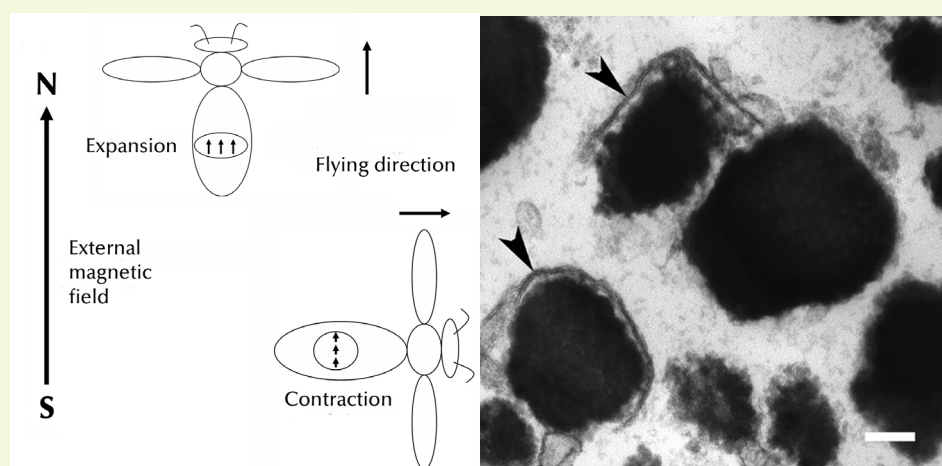 N
Expansion
Flying direction
External
magnetic
field
Contraction
S